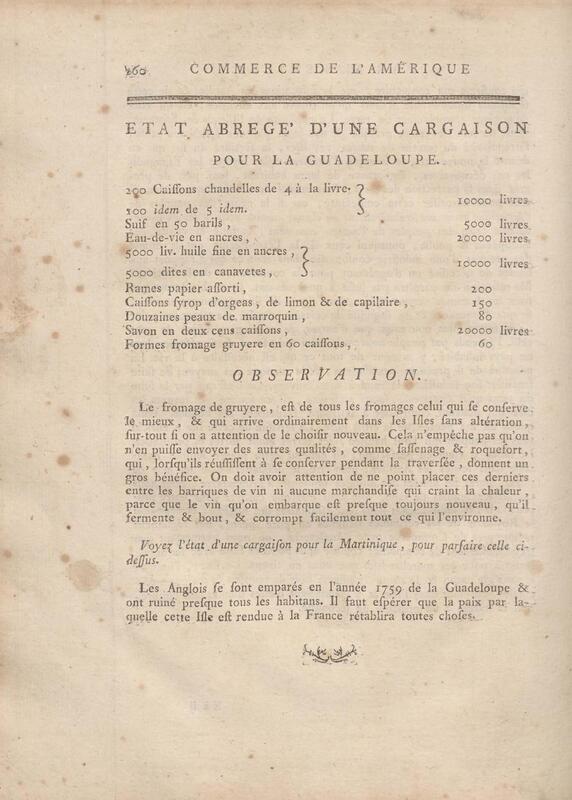 260 COMMERCE DE L'AMÉRIQUE
ETAT ABREGE' D'UNE CARGAISON
POUR LA GUADELOUPE.
200 Caiſſons chandelles de 4 à la livre.
100 idem de 5 idem. } 10000 livres
Suif en 50 barils, 5000 livres
Eau-de-vie en ancres, 20000 livres
5000 liv. huile fine en ancres,
5000 dites en canavetes, } 10000 livres
Rames papier aſſorti, 200
Caiſſons ſyrop d'orgeas, de limon & de capilaire, 150
Douzaines peaux de marroquin, 80
Savon en deux cens caiſſons, 20000 livres
Formes fromage gruyere en 60 caiſſons, 60
OBSERVATION.
Le fromage de gruyere, eſt de tous les fromages celui qui ſe conſerve
le mieux, & qui arrive ordinairement dans les Iſles ſans altération,
ſur-tout ſi on a attention de le choiſir nouveau. Cela n'empêche pas qu'on
n'en puiſſe envoyer des autres qualités, comme ſaſſenage & roquefort,
qui, lorſqu'ils réuſſiſſent à ſe conſerver pendant la traverſée, donnent un
gros bénéfice. On doit avoir attention de ne point placer ces derniers
entre les barriques de vin ni aucune marchandiſe qui craint la chaleur,
parce que le vin qu'on embarque eſt preſque toujours nouveau, qu'il
fermente & bout, & corrompt facilement tout ce qui l'environne.
Voyez l'état d'une cargaiſon pour la Martinique, pour parfaire celle ci-
deſſus.
Les Anglois ſe ſont emparés en l'année 1759 de la Guadeloupe &
ont ruiné preſque tous les habitans. Il faut eſpérer que la paix par la-
quelle cette Iſle eſt rendue à la France rétablira toutes choſes.